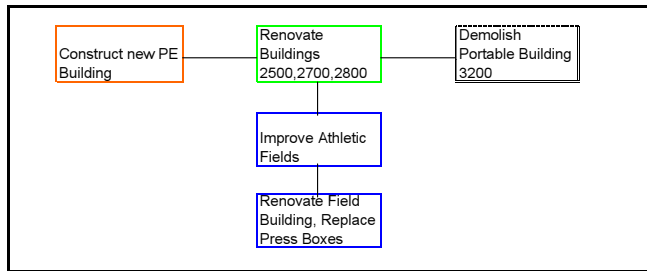 Construct new PE
Building
Renovate
Buildings
2500,2700,2800
Demolish
Portable Building
3200
Improve Athletic
Fields
Renovate Field
Building, Replace
Press Boxes